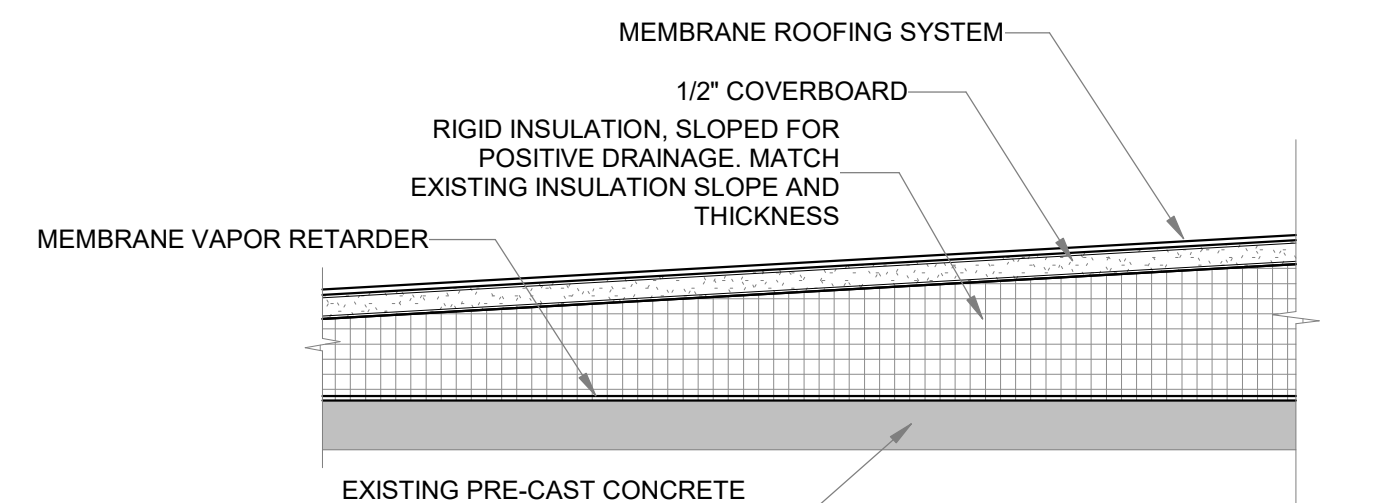 MEMBRANE ROOFING SYSTEM
1/2" COVERBOARD
RIGID INSULATION, SLOPED FOR
POSITIVE DRAINAGE. MATCH
EXISTING INSULATION SLOPE AND
THICKNESS
MEMBRANE VAPOR RETARDER
EXISTING PRE-CAST CONCRETE